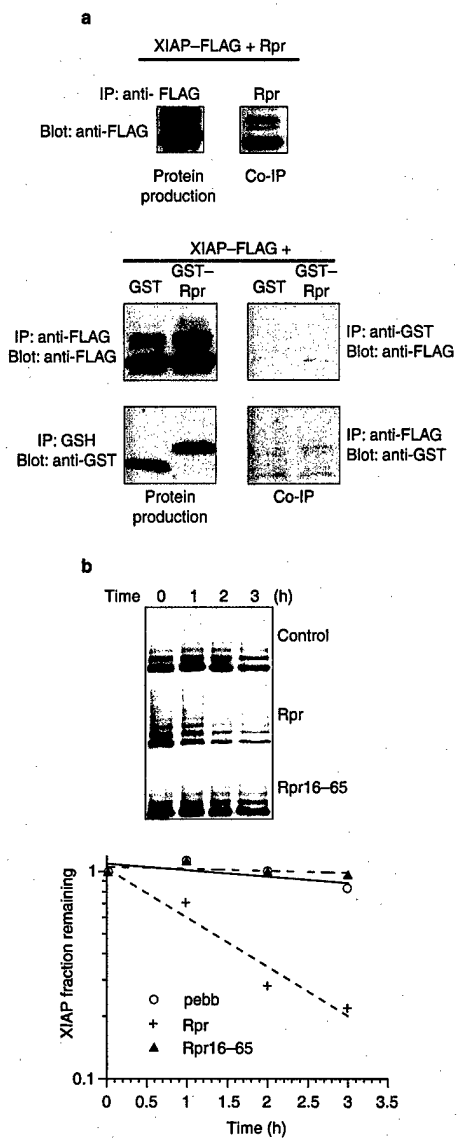 a
XIAP–FLAG + Rpr
IP: anti- FLAG Rpr
Blot: anti-FLAG
Protein production Co-IP
XIAP–FLAG +
GST GST–Rpr GST GST–Rpr
IP: anti-FLAG
Blot: anti-FLAG
IP: anti-GST
Blot: anti-FLAG
IP: GSH
Blot: anti-GST
IP: anti-FLAG
Blot: anti-GST
Protein production Co-IP
b
Time 0 1 2 3 (h)
Control
Rpr
Rpr16–65
XIAP fraction remaining
1
0.1
pebb
Rpr
Rpr16–65
0 0.5 1 1.5 2 2.5 3 3.5
Time (h)